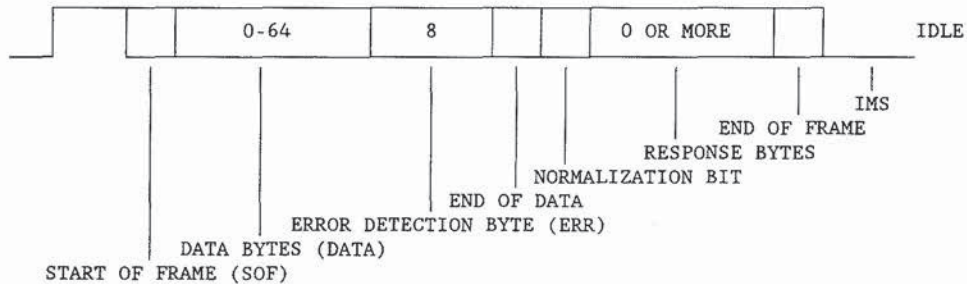 0-64 8 0 OR MORE IDLE
IMS
END OF FRAME
RESPONSE BYTES
NORMALIZATION BIT
END OF DATA
ERROR DETECTION BYTE (ERR)
DATA BYTES (DATA)
START OF FRAME (SOF)